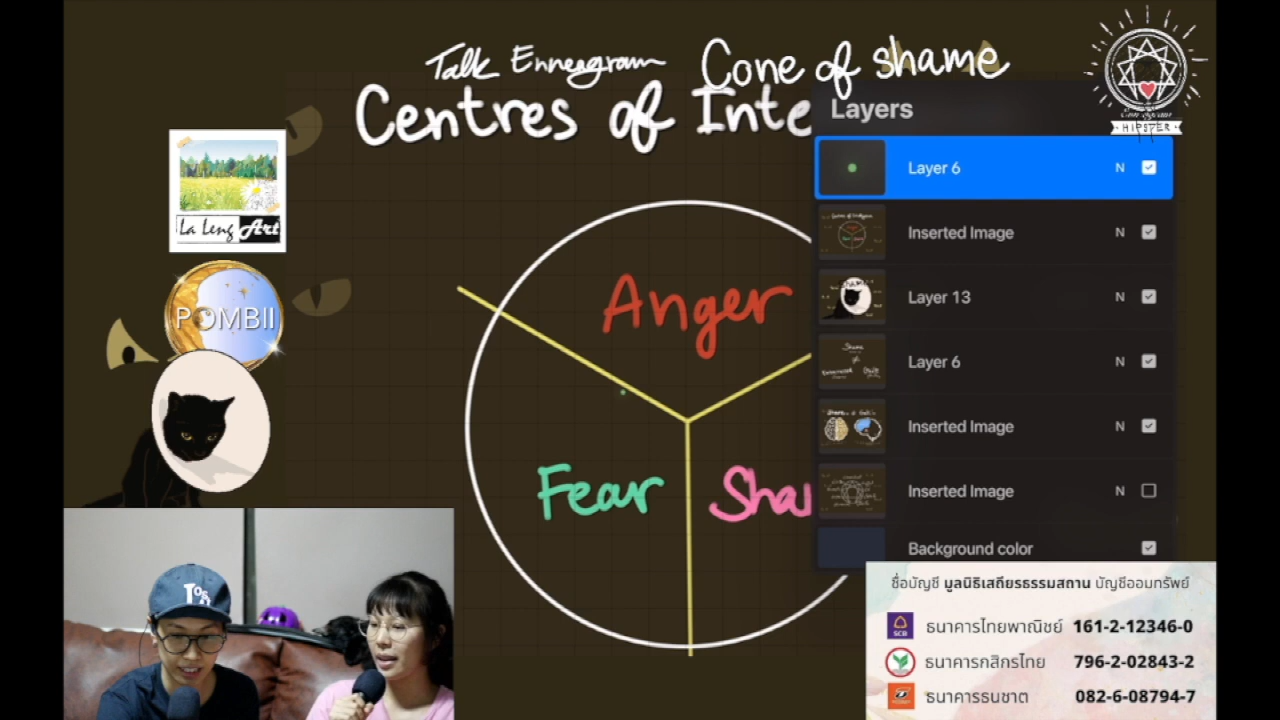 Talk Enneagram Cone of shame
Centres of Inte
Layers
Layer 6 N
Inserted Image N
Layer 13 N
Layer 6 N
Inserted Image N
Inserted Image N
Background color
La Leng Art
POMBII
Anger
Fear
Sha
HIPSTER
ชื่อบัญชี มูลนิธิเสถียรธรรมสถาน บัญชีออมทรัพย์
SCB ธนาคารไทยพาณิชย์ 161-2-12346-0
ธนาคารกสิกรไทย 796-2-02843-2
ธนาคารธนชาต 082-6-08794-7